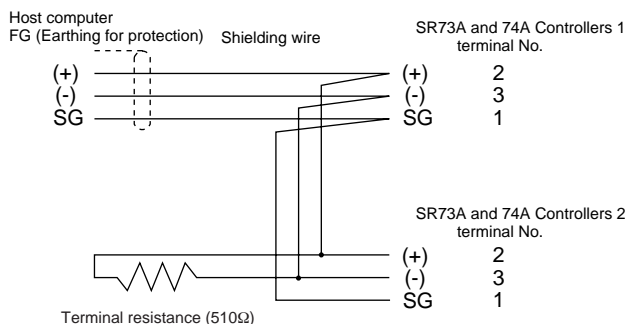 Host computer
FG (Earthing for protection)
Shielding wire
SR73A and 74A Controllers 1
terminal No.
(+) (+) 2
(-) (-) 3
SG SG 1
SR73A and 74A Controllers 2
terminal No.
(+) 2
(-) 3
SG 1
Terminal resistance (510Ω)